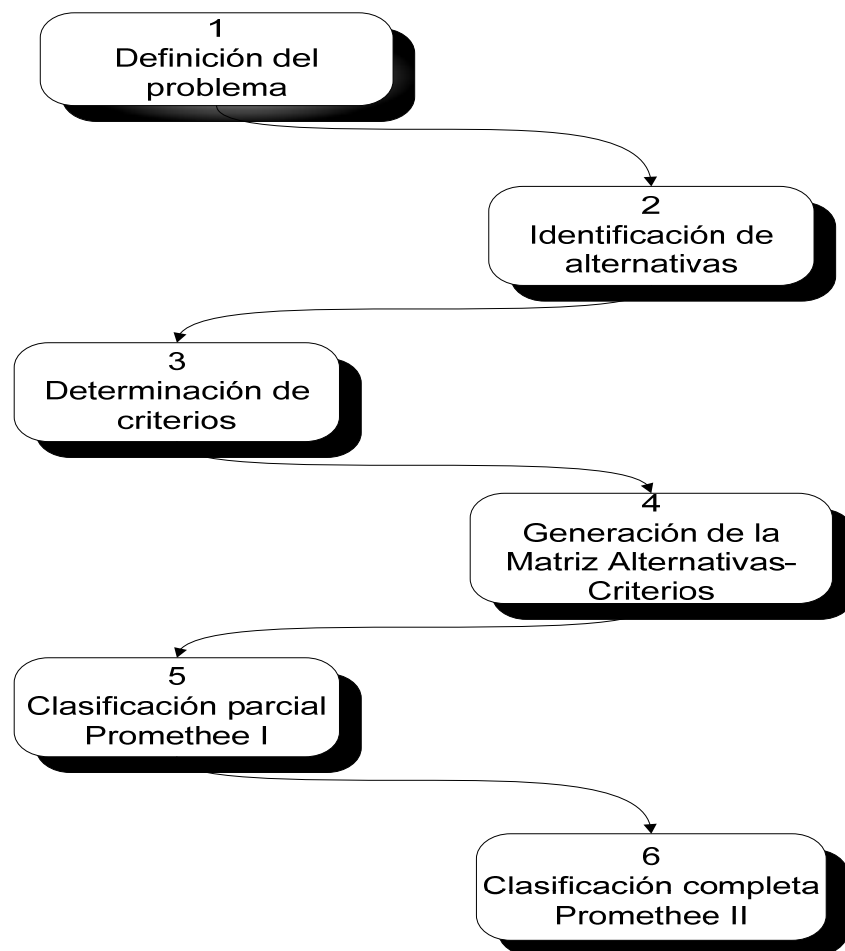 1
Definición del
problema
2
Identificación de
alternativas
3
Determinación de
criterios
4
Generación de la
Matriz Alternativas-
Criterios
5
Clasificación parcial
Promethee I
6
Clasificación completa
Promethee II